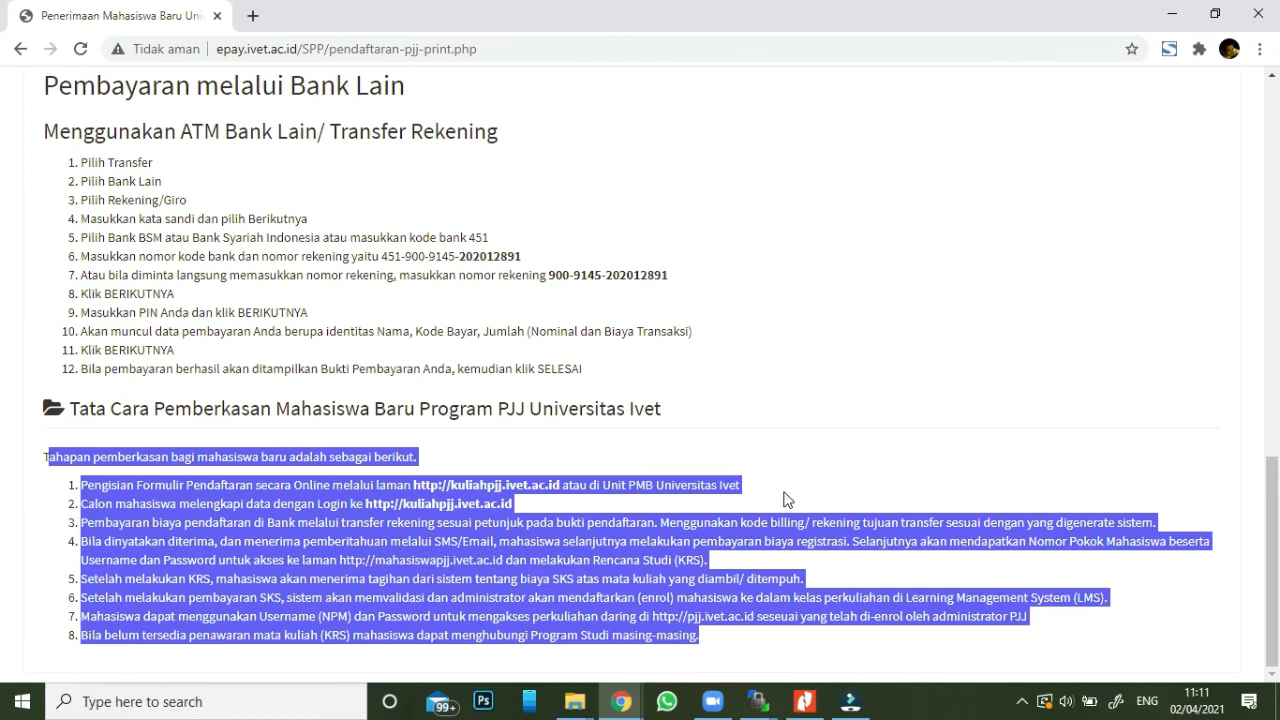 Penerimaan Mahasiswa Baru Uni
Tidak aman
epay.ivet.ac.id/SPP/pendaftaran-pjj-print.php
Pembayaran melalui Bank Lain
Menggunakan ATM Bank Lain/ Transfer Rekening
1. Pilih Transfer
2. Pilih Bank Lain
3. Pilih Rekening/Giro
4. Masukkan kata sandi dan pilih Berikutnya
5. Pilih Bank BSM atau Bank Syariah Indonesia atau masukkan kode bank 451
6. Masukkan nomor kode bank dan nomor rekening yaitu 451-900-9145-202012891
7. Atau bila diminta langsung memasukkan nomor rekening, masukkan nomor rekening 900-9145-202012891
8. Klik BERIKUTNYA
9. Masukkan PIN Anda dan klik BERIKUTNYA
10. Akan muncul data pembayaran Anda berupa identitas Nama, Kode Bayar, Jumlah (Nominal dan Biaya Transaksi)
11. Klik BERIKUTNYA
12. Bila pembayaran berhasil akan ditampilkan Bukti Pembayaran Anda, kemudian klik SELESAI
Tata Cara Pemberkasan Mahasiswa Baru Program PJJ Universitas Ivet
Tahapan pemberkasan bagi mahasiswa baru adalah sebagai berikut.
1. Pengisian Formulir Pendaftaran secara Online melalui laman http://kuliahpjj.ivet.ac.id atau di Unit PMB Universitas Ivet
2. Calon mahasiswa melengkapi data dengan Login ke http://kuliahpjj.ivet.ac.id
3. Pembayaran biaya pendaftaran di Bank melalui transfer rekening sesuai petunjuk pada bukti pendaftaran. Menggunakan kode billing/ rekening tujuan transfer sesuai dengan yang digenerate sistem.
4. Bila dinyatakan diterima, dan menerima pemberitahuan melalui SMS/Email, mahasiswa selanjutnya melakukan pembayaran biaya registrasi. Selanjutnya akan mendapatkan Nomor Pokok Mahasiswa beserta
Username dan Password untuk akses ke laman http://mahasiswapjj.ivet.ac.id dan melakukan Rencana Studi (KRS).
5. Setelah melakukan KRS, mahasiswa akan menerima tagihan dari sistem tentang biaya SKS atas mata kuliah yang diambil/ ditempuh.
6. Setelah melakukan pembayaran SKS, sistem akan memvalidasi dan administrator akan mendaftarkan (enrol) mahasiswa ke dalam kelas perkuliahan di Learning Management System (LMS).
7. Mahasiswa dapat menggunakan Username (NPM) dan Password untuk mengakses perkuliahan daring di http://pjj.ivet.ac.id seseuai yang telah di-enrol oleh administrator PJJ
8. Bila belum tersedia penawaran mata kuliah (KRS) mahasiswa dapat menghubungi Program Studi masing-masing.
Type here to search
99+
Ps
ENG
11:11
02/04/2021